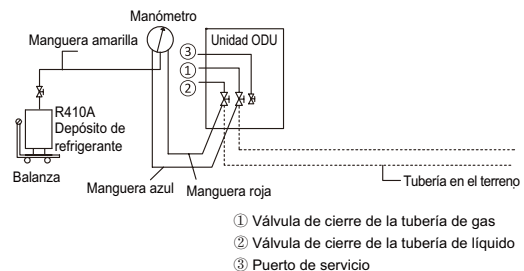 Manómetro
Manguera amarilla
Unidad ODU
③
①
②
R410A
Depósito de
refrigerante
Balanza
Manguera azul
Manguera roja
Tubería en el terreno
① Válvula de cierre de la tubería de gas
② Válvula de cierre de la tubería de líquido
③ Puerto de servicio